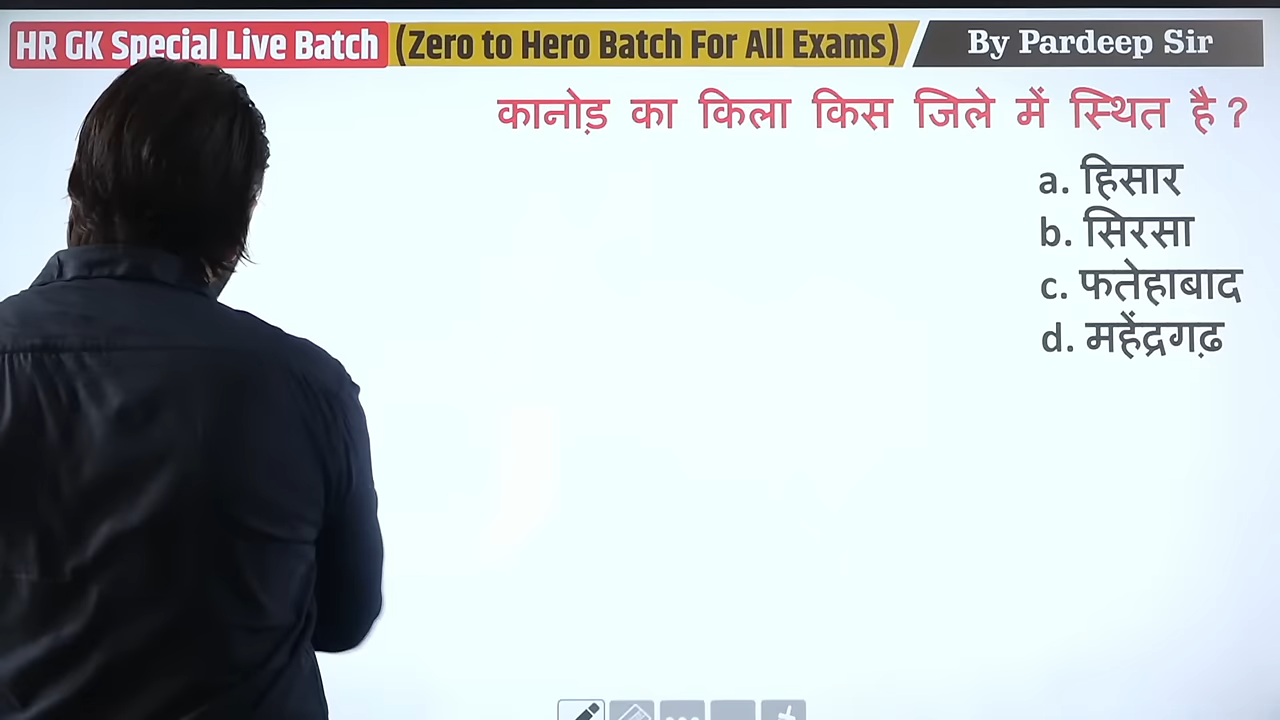 HR GK Special Live Batch (Zero to Hero Batch For All Exams) By Pardeep Sir
कानोड़ का किला किस जिले में स्थित है ?
a. हिसार
b. सिरसा
c. फतेहाबाद
d. महेंद्रगढ़